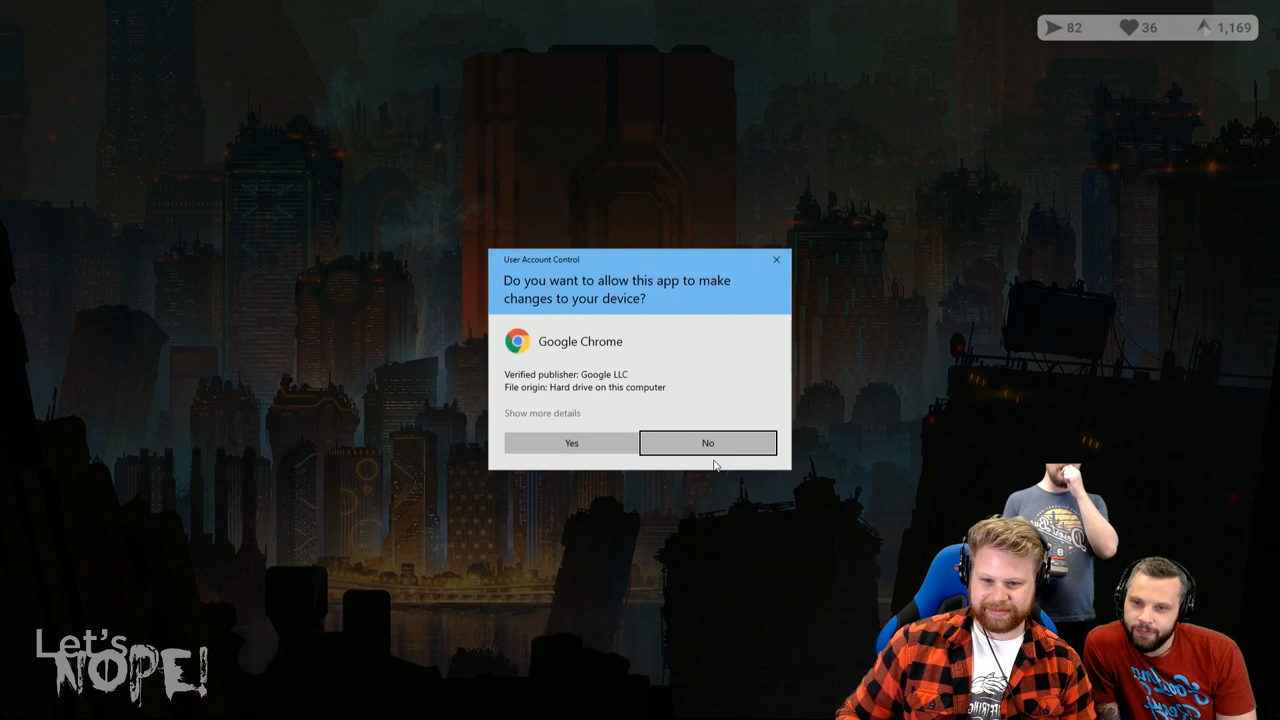 82 36 1,169
User Account Control
Do you want to allow this app to make
changes to your device?
Google Chrome
Verified publisher: Google LLC
File origin: Hard drive on this computer
Show more details
Yes No
Let's
NOPE!